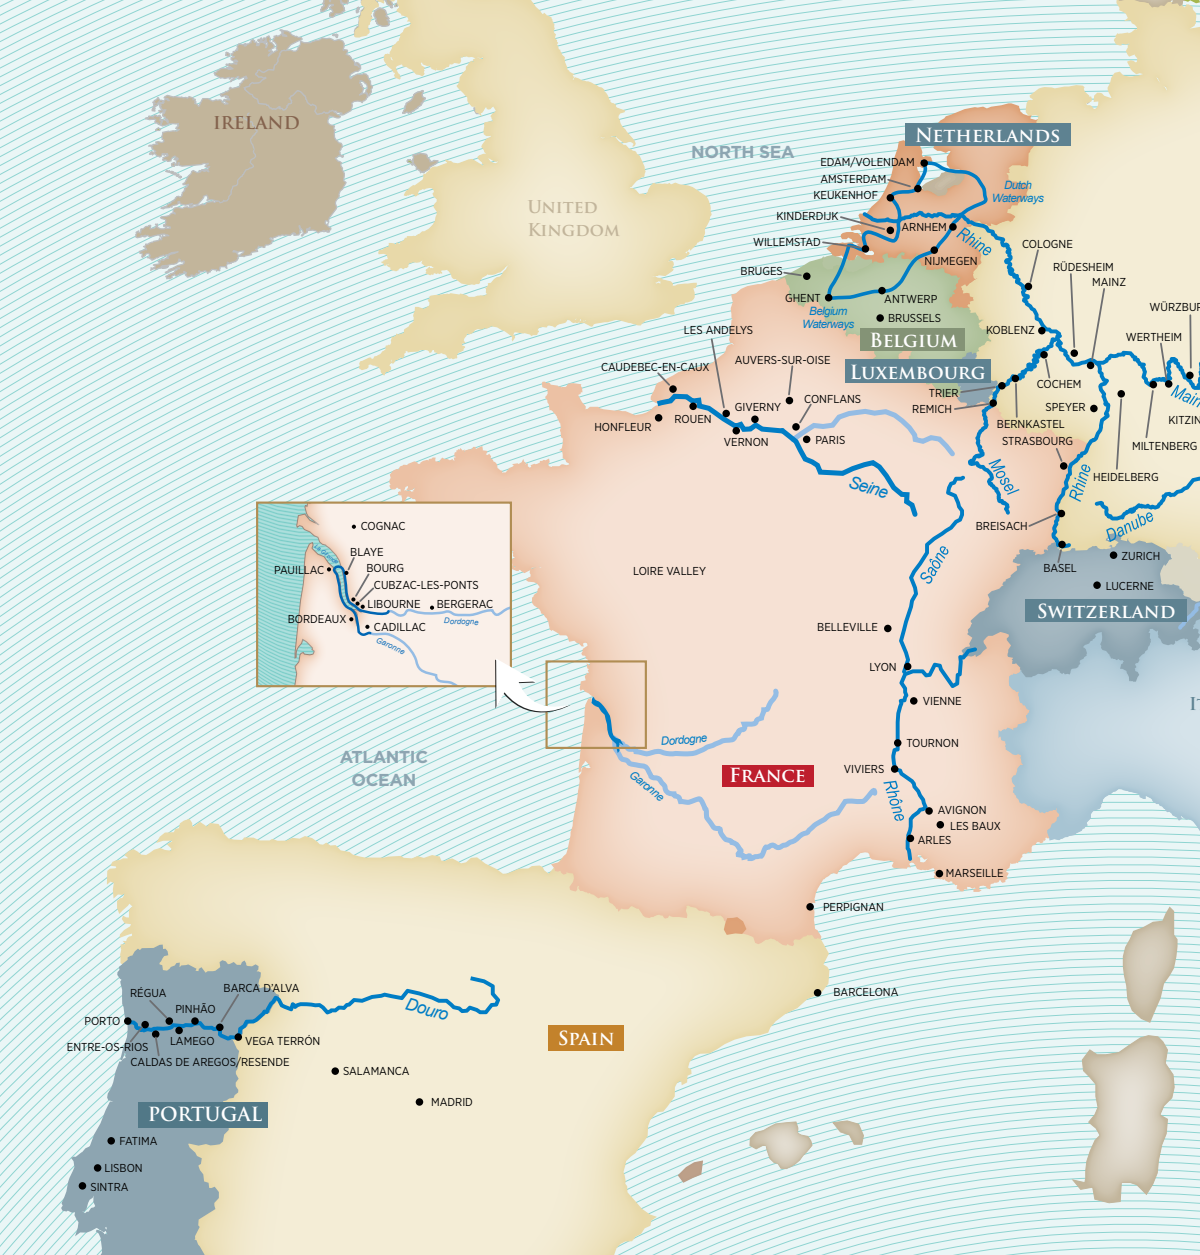 IRELAND
UNITED
KINGDOM
NORTH SEA
NETHERLANDS
EDAM/VOLENDAM
AMSTERDAM
KEUKENHOF
Dutch
Waterways
KINDERDIJK
ARNHEM
Rhine
WILLEMSTAD
NIJMEGEN
COLOGNE
RÜDESHEIM
MAINZ
BRUGES
GHENT
ANTWERP
Belgium
Waterways
BRUSSELS
BELGIUM
KOBLENZ
WERTHEIM
WÜRZBUR
LES ANDELYS
AUVERS-SUR-OISE
CAUDEBEC-EN-CAUX
LUXEMBOURG
TRIER
COCHEM
REMICH
BERNKASTEL
SPEYER
Main
KITZIN
MILTENBERG
HEIDELBERG
STRASBOURG
GIVERNY
CONFLANS
HONFLEUR
ROUEN
VERNON
PARIS
Seine
Mosel
Rhine
BREISACH
Danube
BASEL
ZURICH
LUCERNE
SWITZERLAND
COGNAC
La Gironde
BLAYE
PAUILLAC
BOURG
CUBZAC-LES-PONTS
LIBOURNE
BERGERAC
BORDEAUX
CADILLAC
Dordogne
Garonne
LOIRE VALLEY
Saône
BELLEVILLE
LYON
VIENNE
TOURNON
VIVIERS
Rhône
AVIGNON
LES BAUX
ARLES
MARSEILLE
PERPIGNAN
IT
ATLANTIC
OCEAN
Dordogne
Garonne
FRANCE
BARCELONA
SPAIN
Douro
BARCA D'ALVA
RÉGUA
PINHÃO
PORTO
LAMEGO
VEGA TERRÓN
ENTRE-OS-RIOS
CALDAS DE AREGOS/RESENDE
SALAMANCA
MADRID
PORTUGAL
FATIMA
LISBON
SINTRA